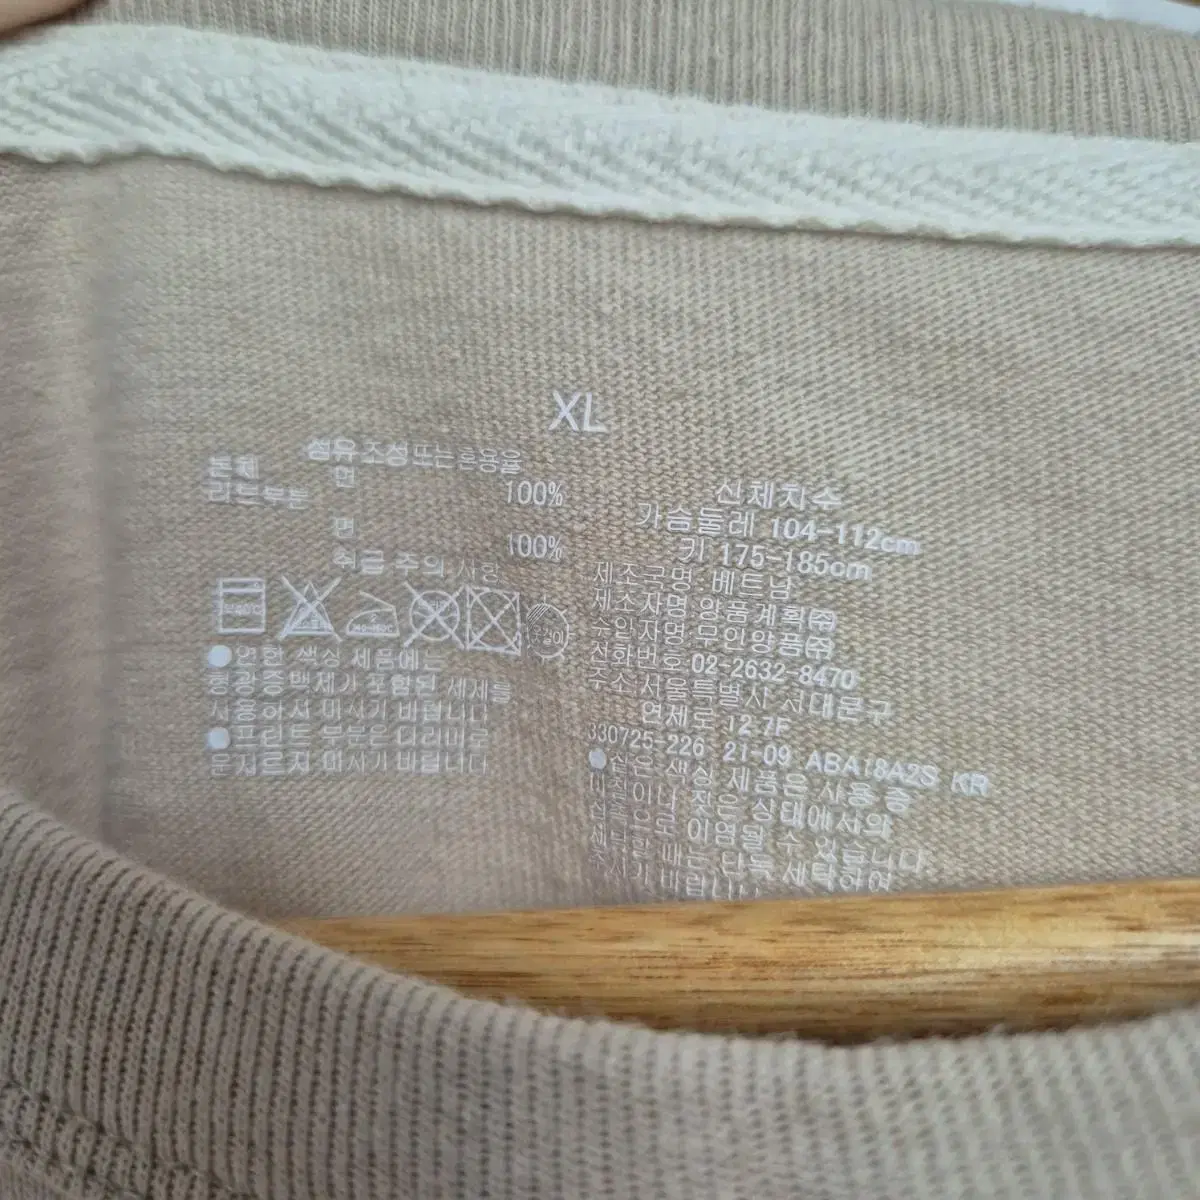 XL
섬유 조성 또는 혼용율
본체 면 100%
리브부분 면 100%
취급 주의 사항
● 연한 색상 제품에는
형광증백제가 포함된 세제를
사용하지 마시기 바랍니다
● 프린트 부분은 다리미로
문지르지 마시기 바랍니다.
신체치수
가슴둘레 104-112cm
키 175-185cm
제조국명:베트남
제조자명:양품계획㈜
수입자명:무인양품㈜
전화번호:02-2632-8470
주소:서울특별시 서대문구
연세로 12 7F
330725-226 21-09 ABA18A2S KR
● 짙은 색상 제품은 사용 중
마찰이나 젖은 상태에서의
이염될 수 있습니다
세탁할 때는 단독 세탁하여
주시기 바랍니다.